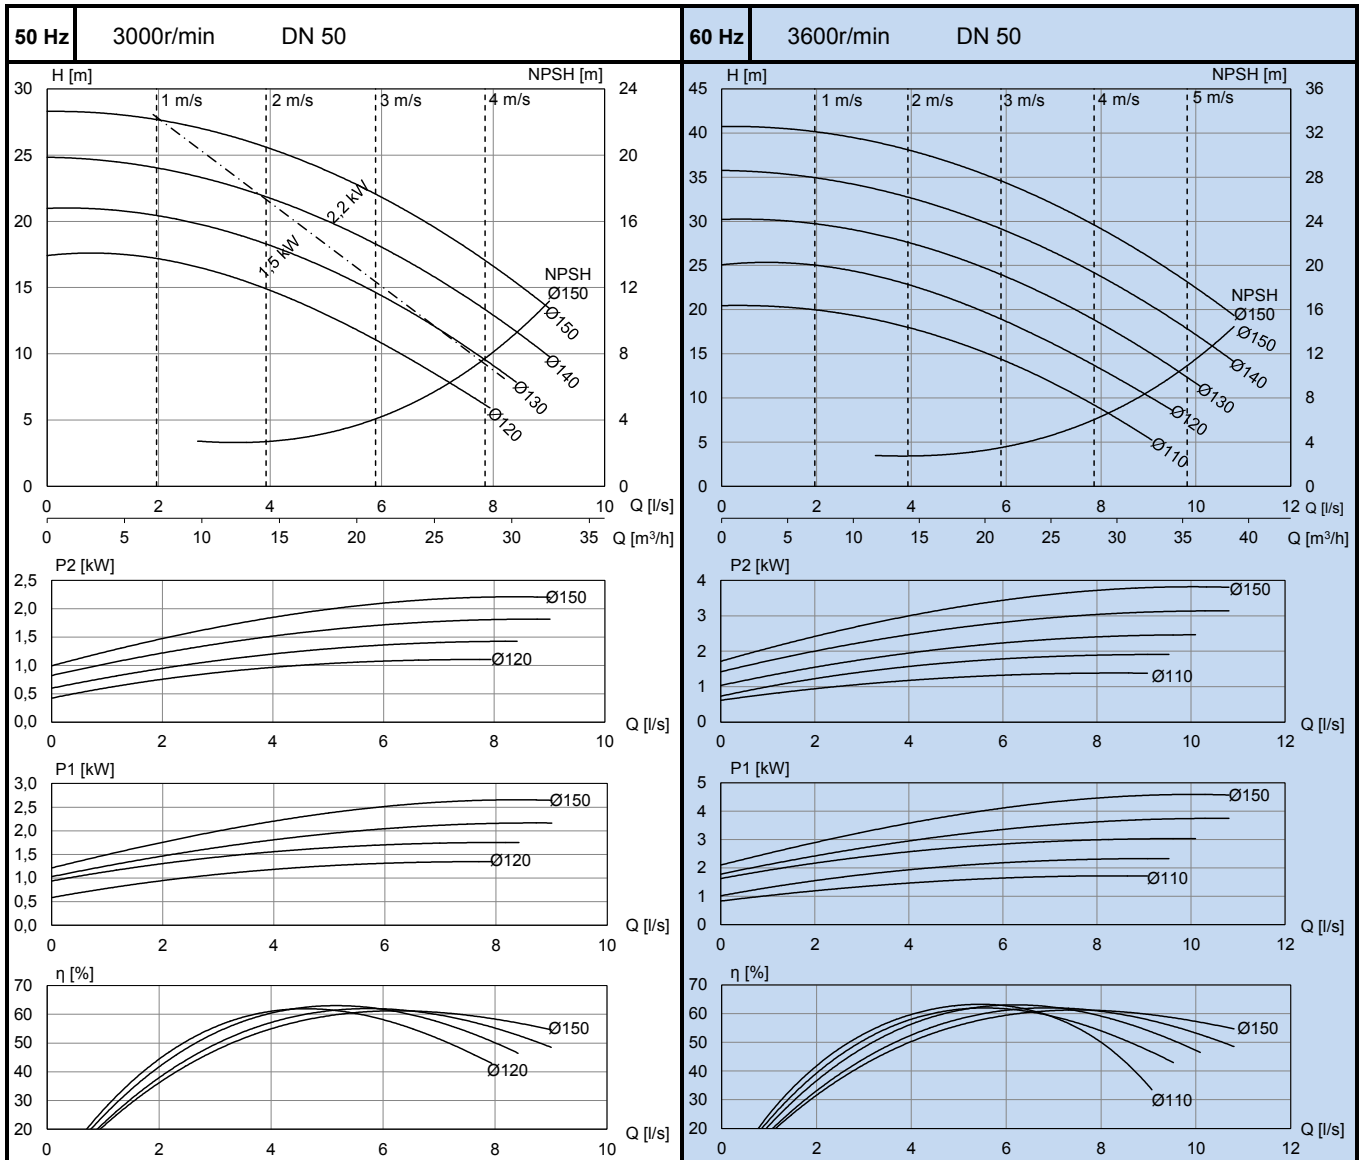 50 Hz 3000r/min DN 50
H [m] NPSH [m]
30 1 m/s 2 m/s 3 m/s 4 m/s 24
25 20
2,2 kW
20 16
1,5 kW
NPSH
15 Ø150 12
Ø150
10 Ø140 8
Ø130
5 Ø120 4
0 0
0 2 4 6 8 10
Q [l/s]
0 5 10 15 20 25 30 35 Q [m³/h]
P2 [kW]
2,5
2,0 Ø150
1,5
1,0 Ø120
0,5
0,0 Q [l/s]
0 2 4 6 8 10
P1 [kW]
3,0
2,5 Ø150
2,0
1,5 Ø120
1,0
0,5
0,0 Q [l/s]
0 2 4 6 8 10
η [%]
70
60 Ø150
50
40 Ø120
30
20 Q [l/s]
0 2 4 6 8 10
60 Hz 3600r/min DN 50
H [m] NPSH [m]
45 1 m/s 2 m/s 3 m/s 4 m/s 5 m/s 36
40 32
35 28
30 24
25 20
NPSH
20 Ø150 16
Ø150
15 Ø140 12
10 Ø130 8
Ø120
5 Ø110 4
0 0
0 2 4 6 8 10 12
Q [l/s]
0 5 10 15 20 25 30 35 40 Q [m³/h]
P2 [kW]
4 Ø150
3
2
1 Ø110
0 Q [l/s]
0 2 4 6 8 10 12
P1 [kW]
5
4 Ø150
3
2 Ø110
1
0 Q [l/s]
0 2 4 6 8 10 12
η [%]
70
60 Ø150
50
40
30 Ø110
20 Q [l/s]
0 2 4 6 8 10 12